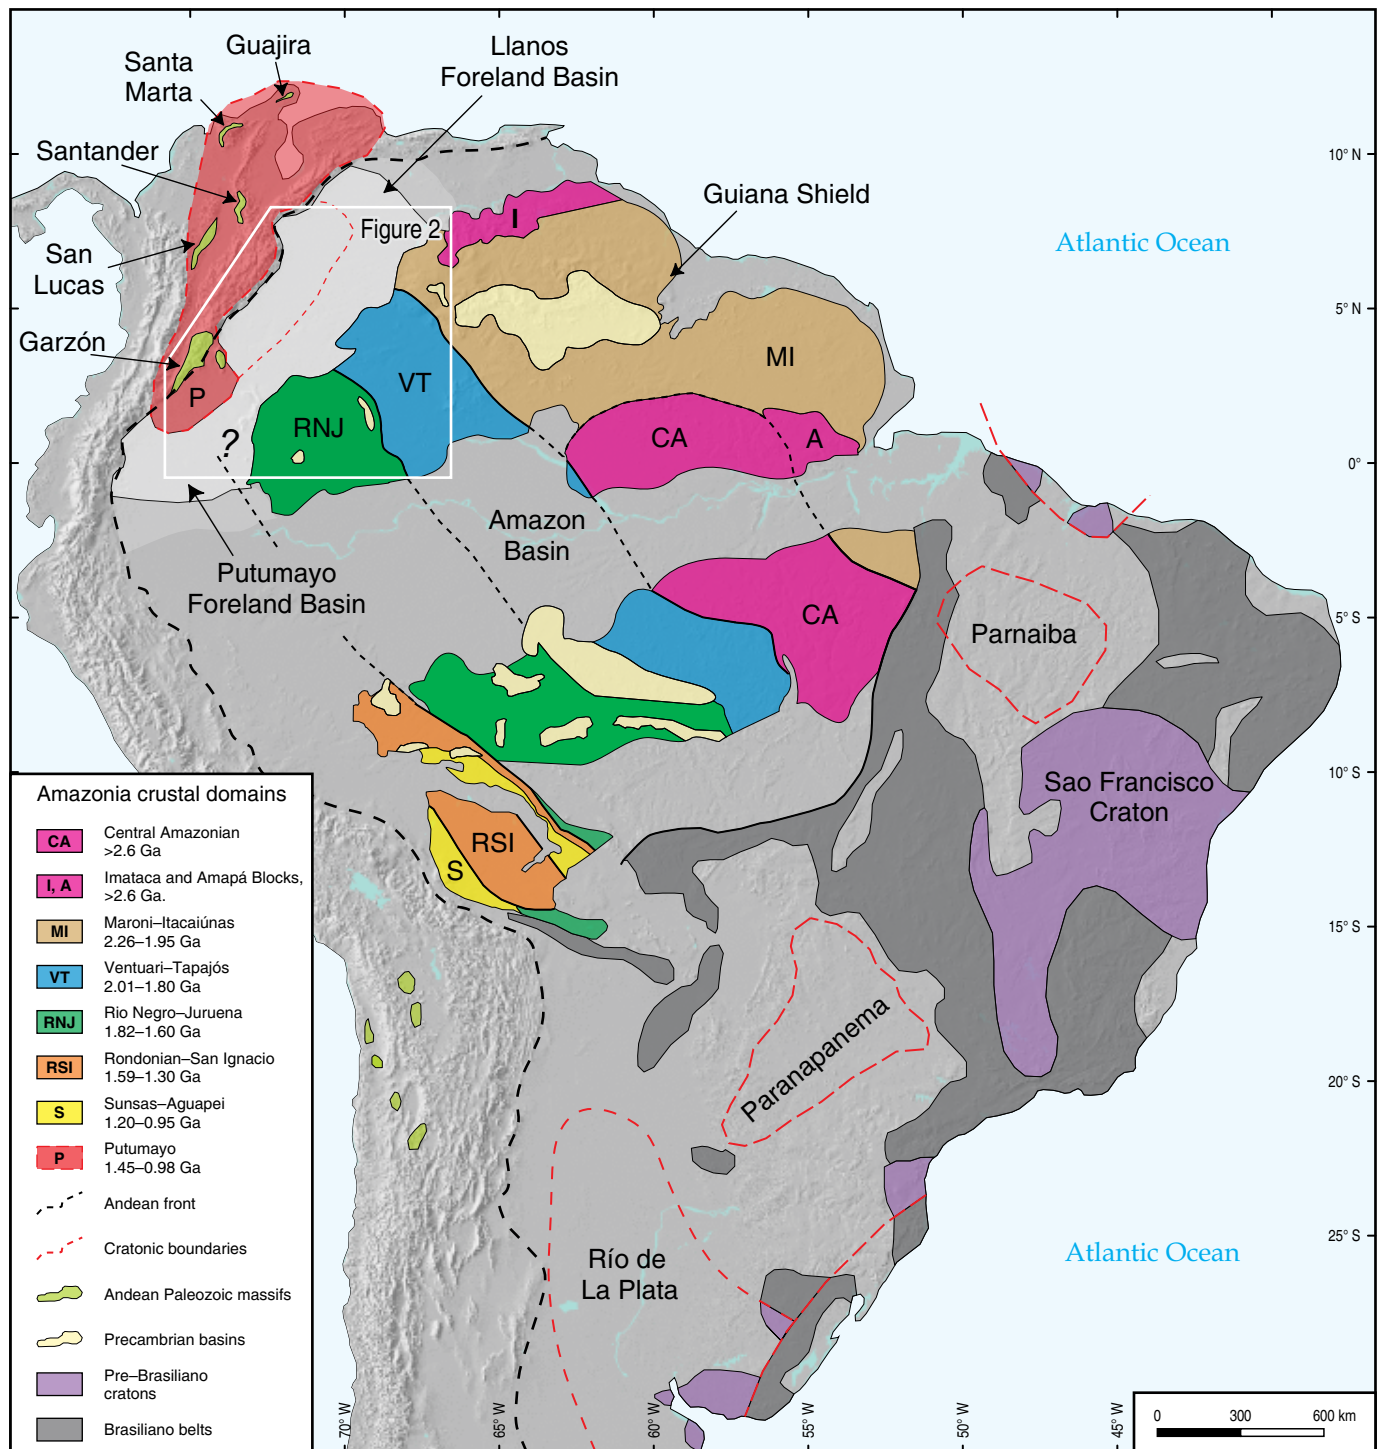 Guajira
Santa
Marta
Llanos
Foreland Basin
Santander
San
Lucas
Garzón
Guiana Shield
Atlantic Ocean
Figure 2
I
MI
VT
P
?
RNJ
CA
A
Amazon
Basin
Putumayo
Foreland Basin
CA
Parnaiba
Sao Francisco
Craton
RSI
S
Paranapanema
Río de
La Plata
Atlantic Ocean
10° N
5° N
0°
5° S
10° S
15° S
20° S
25° S
70° W
65° W
60° W
55° W
50° W
45° W
Amazonia crustal domains
CA
Central Amazonian
>2.6 Ga
I, A
Imataca and Amapá Blocks,
>2.6 Ga.
MI
Maroni–Itacaiúnas
2.26–1.95 Ga
VT
Ventuari–Tapajós
2.01–1.80 Ga
RNJ
Rio Negro–Juruena
1.82–1.60 Ga
RSI
Rondonian–San Ignacio
1.59–1.30 Ga
S
Sunsas–Aguapei
1.20–0.95 Ga
P
Putumayo
1.45–0.98 Ga
Andean front
Cratonic boundaries
Andean Paleozoic massifs
Precambrian basins
Pre–Brasiliano
cratons
Brasiliano belts
0 300 600 km